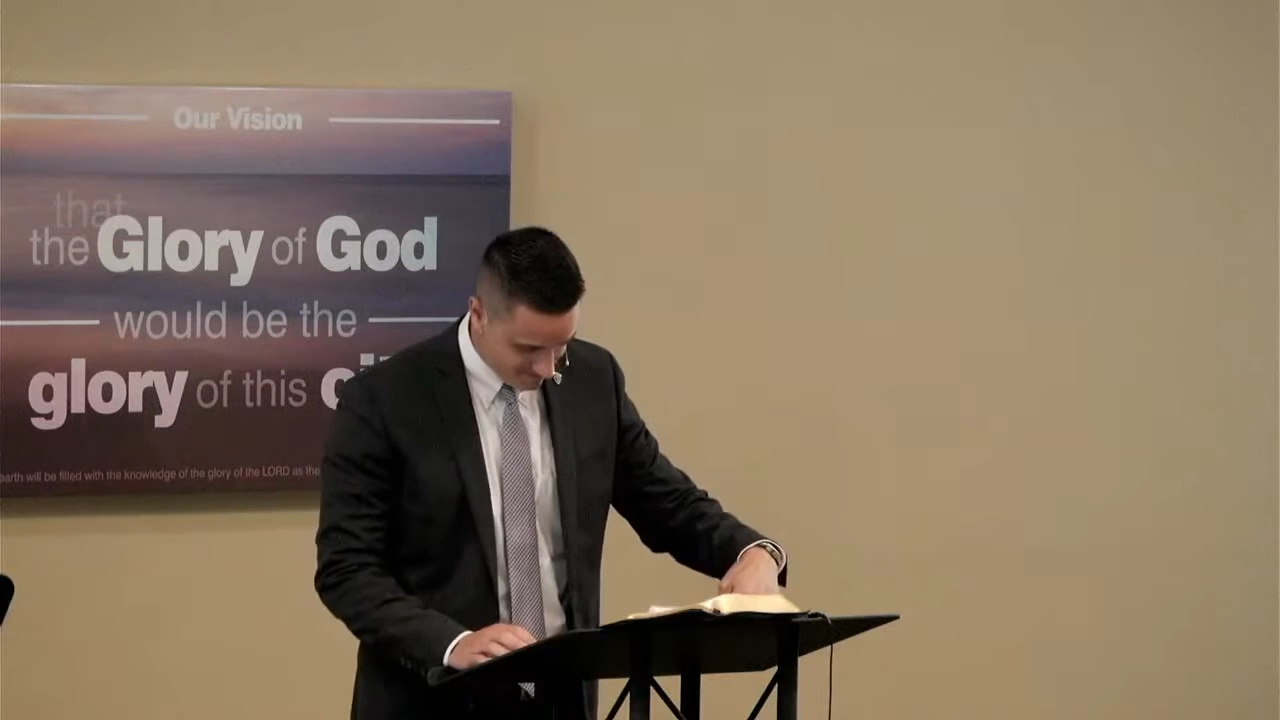 Our Vision
that
the Glory of God
would be the
glory of this
earth will be filled with the knowledge of the glory of the LORD as the